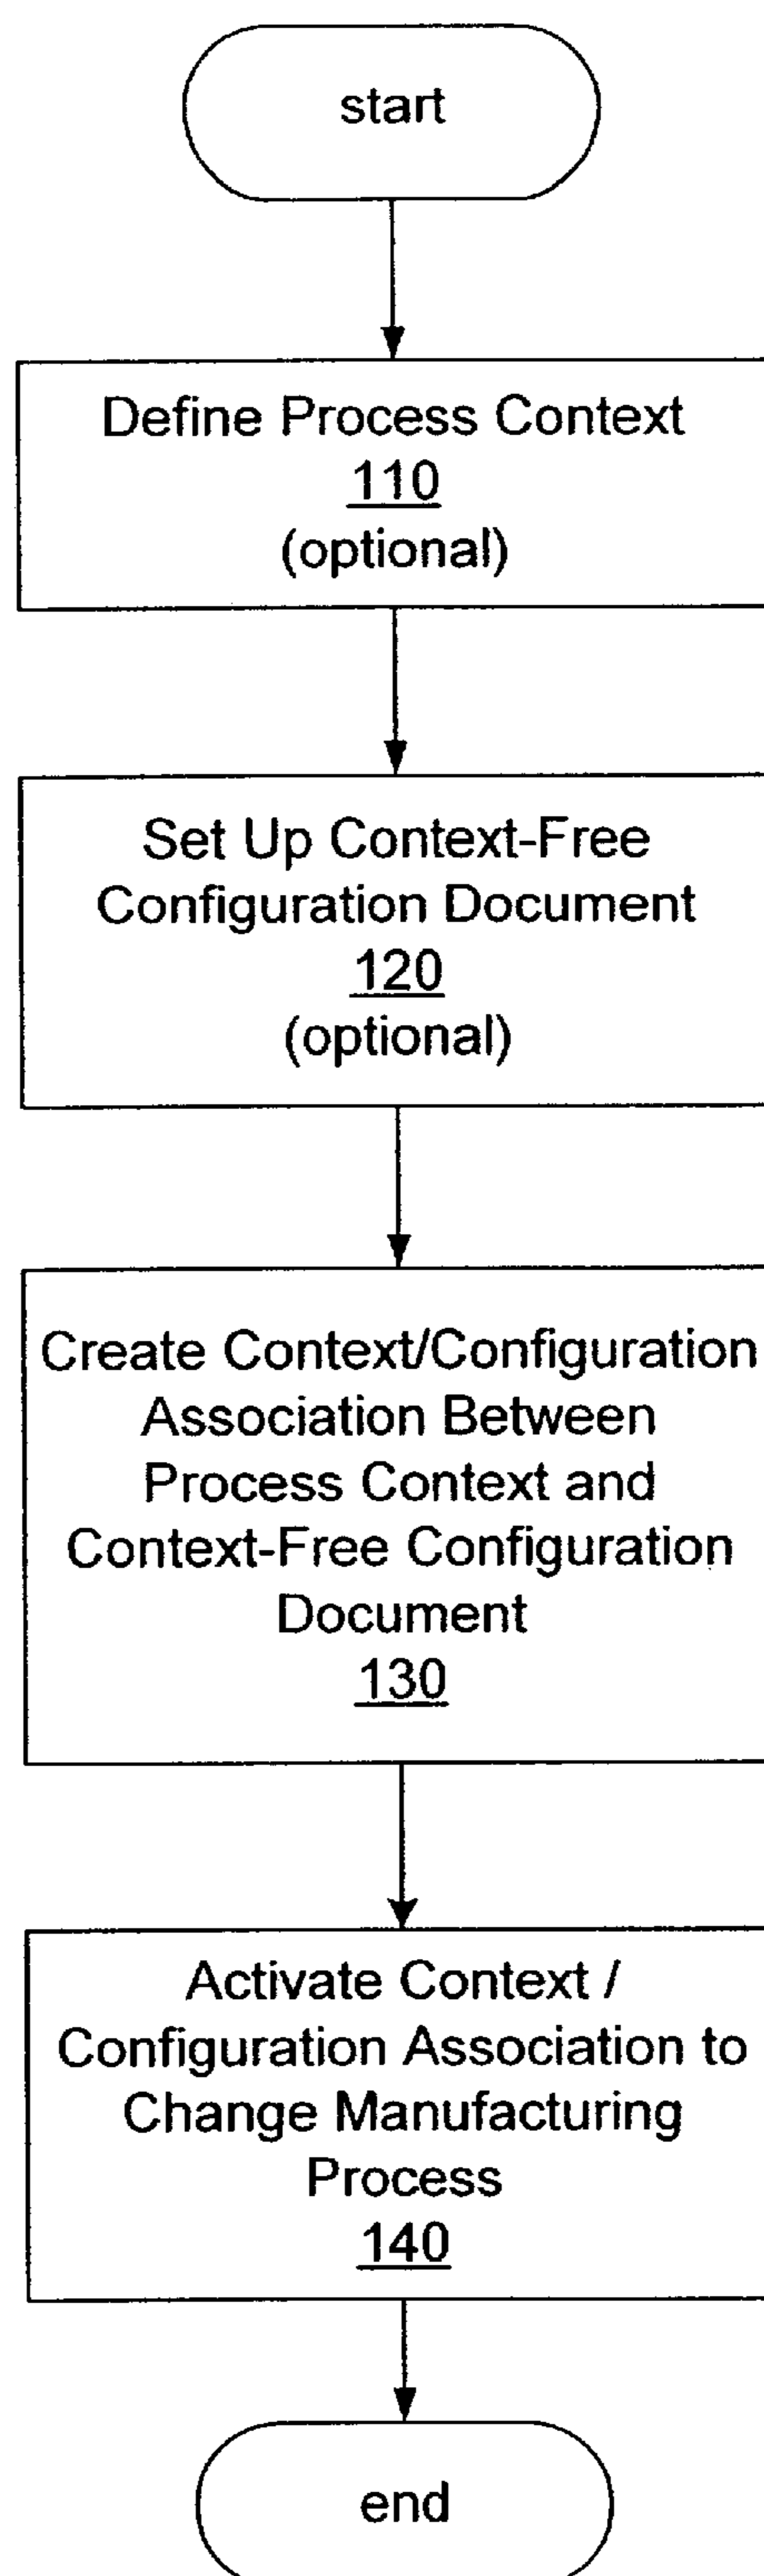 start
Define Process Context
110
(optional)
Set Up Context-Free
Configuration Document
120
(optional)
Create Context/Configuration
Association Between
Process Context and
Context-Free Configuration
Document
130
Activate Context /
Configuration Association to
Change Manufacturing
Process
140
end